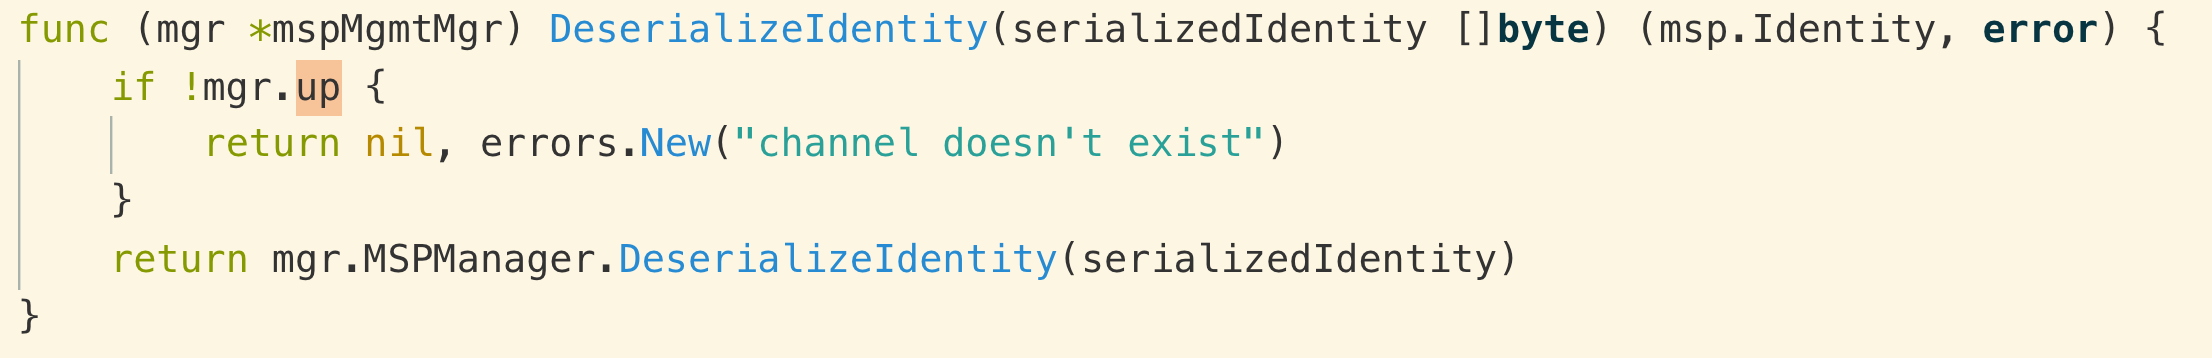 func (mgr *mspMgmtMgr) DeserializeIdentity(serializedIdentity []byte) (msp.Identity, error) {
    if !mgr.up {
        return nil, errors.New("channel doesn't exist")
    }
    return mgr.MSPManager.DeserializeIdentity(serializedIdentity)
}